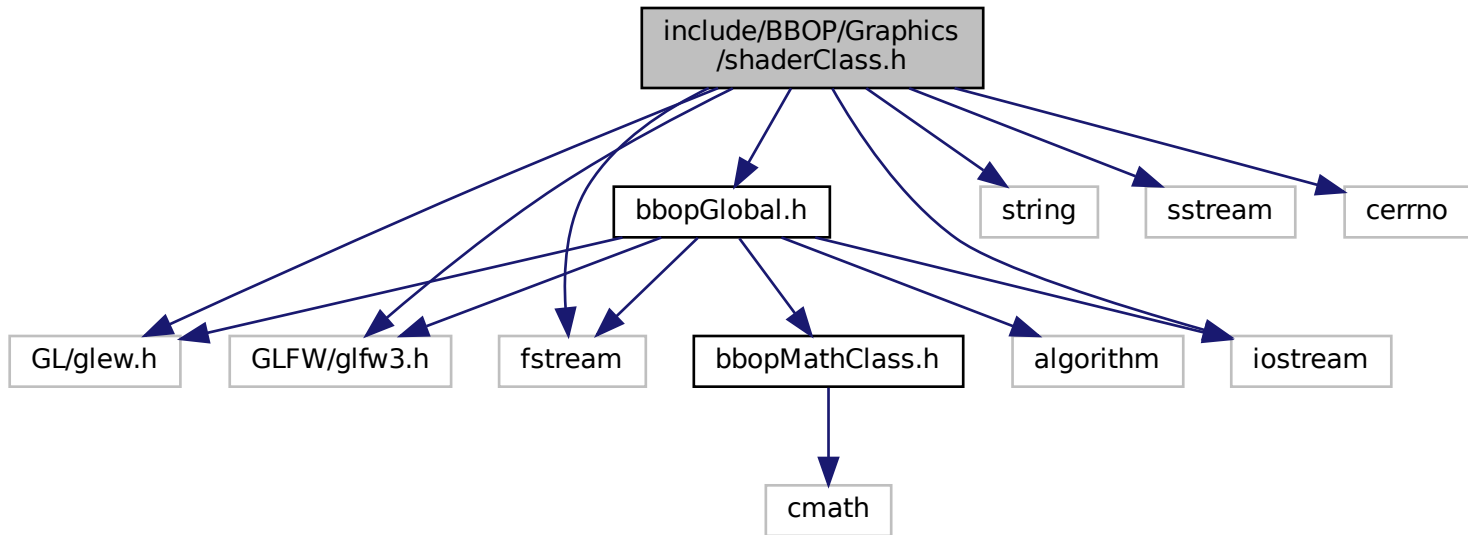 include/BBOP/Graphics
/shaderClass.h
bbopGlobal.h
string
sstream
cerrno
GL/glew.h
GLFW/glfw3.h
fstream
bbopMathClass.h
algorithm
iostream
cmath